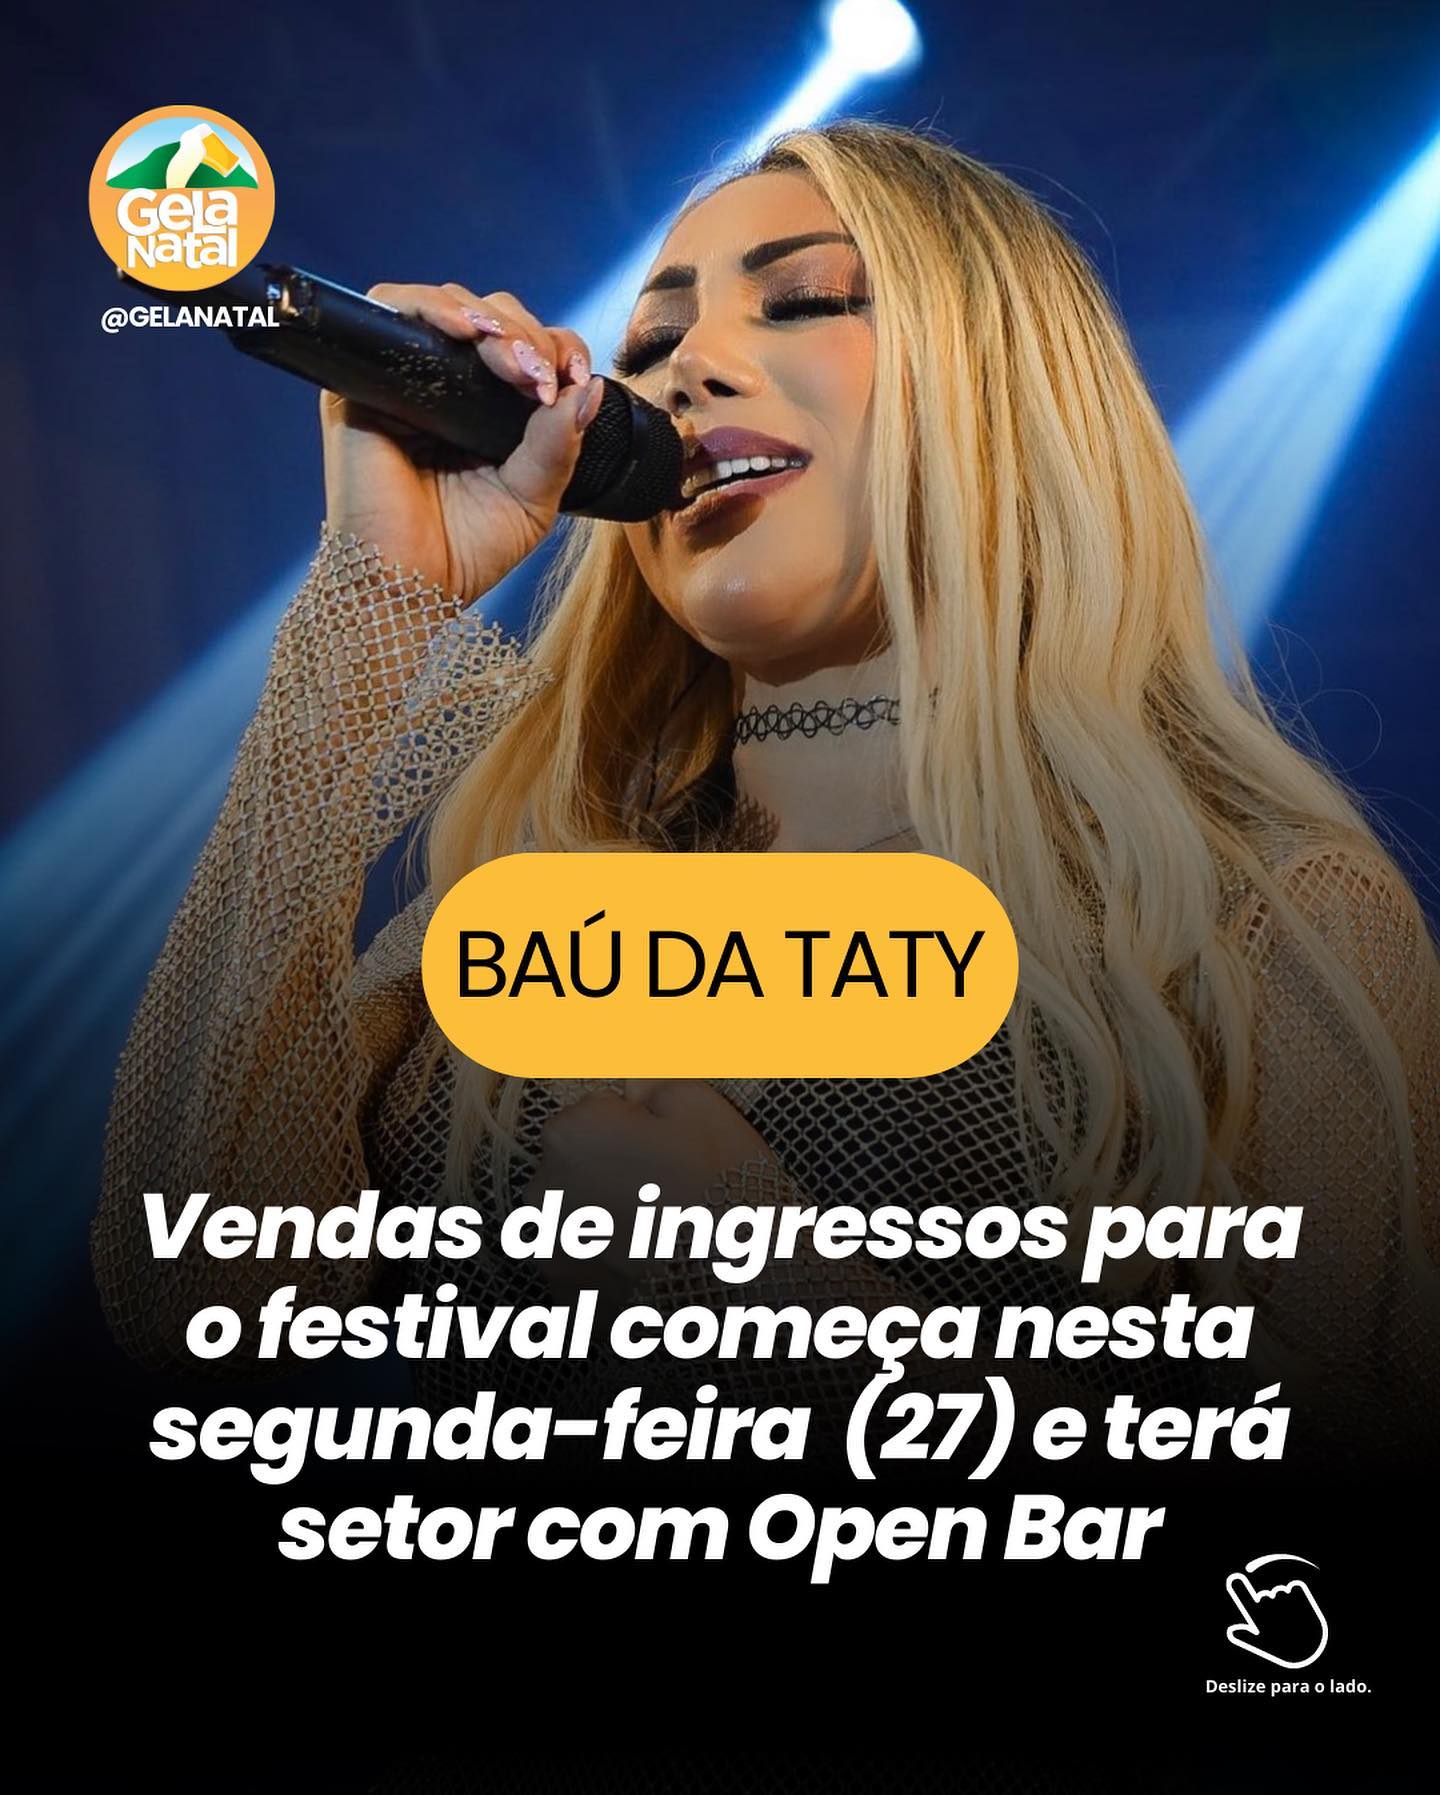 Gela
Natal
@GELANATAL
BAÚ DA TATY
Vendas de ingressos para
o festival começa nesta
segunda-feira (27) e terá
setor com Open Bar
Deslize para o lado.